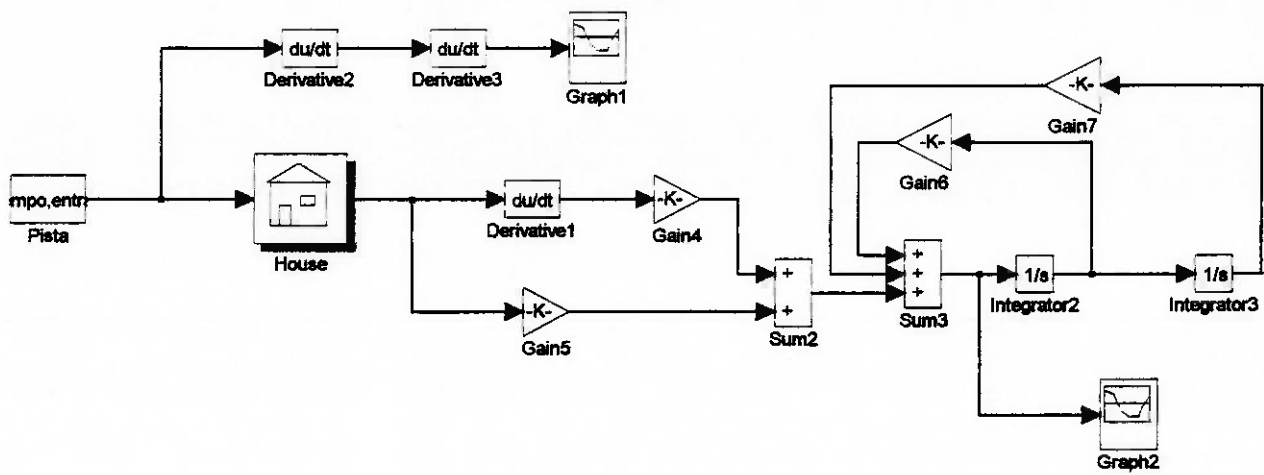 du/dt
Derivative2
du/dt
Derivative3
Graph1
-K-
Gain7
-K-
Gain6
mpo,entr
Pista
House
du/dt
Derivative1
-K-
Gain4
-K-
Gain5
+
+
Sum2
+
+
+
Sum3
1/s
Integrator2
1/s
Integrator3
Graph2